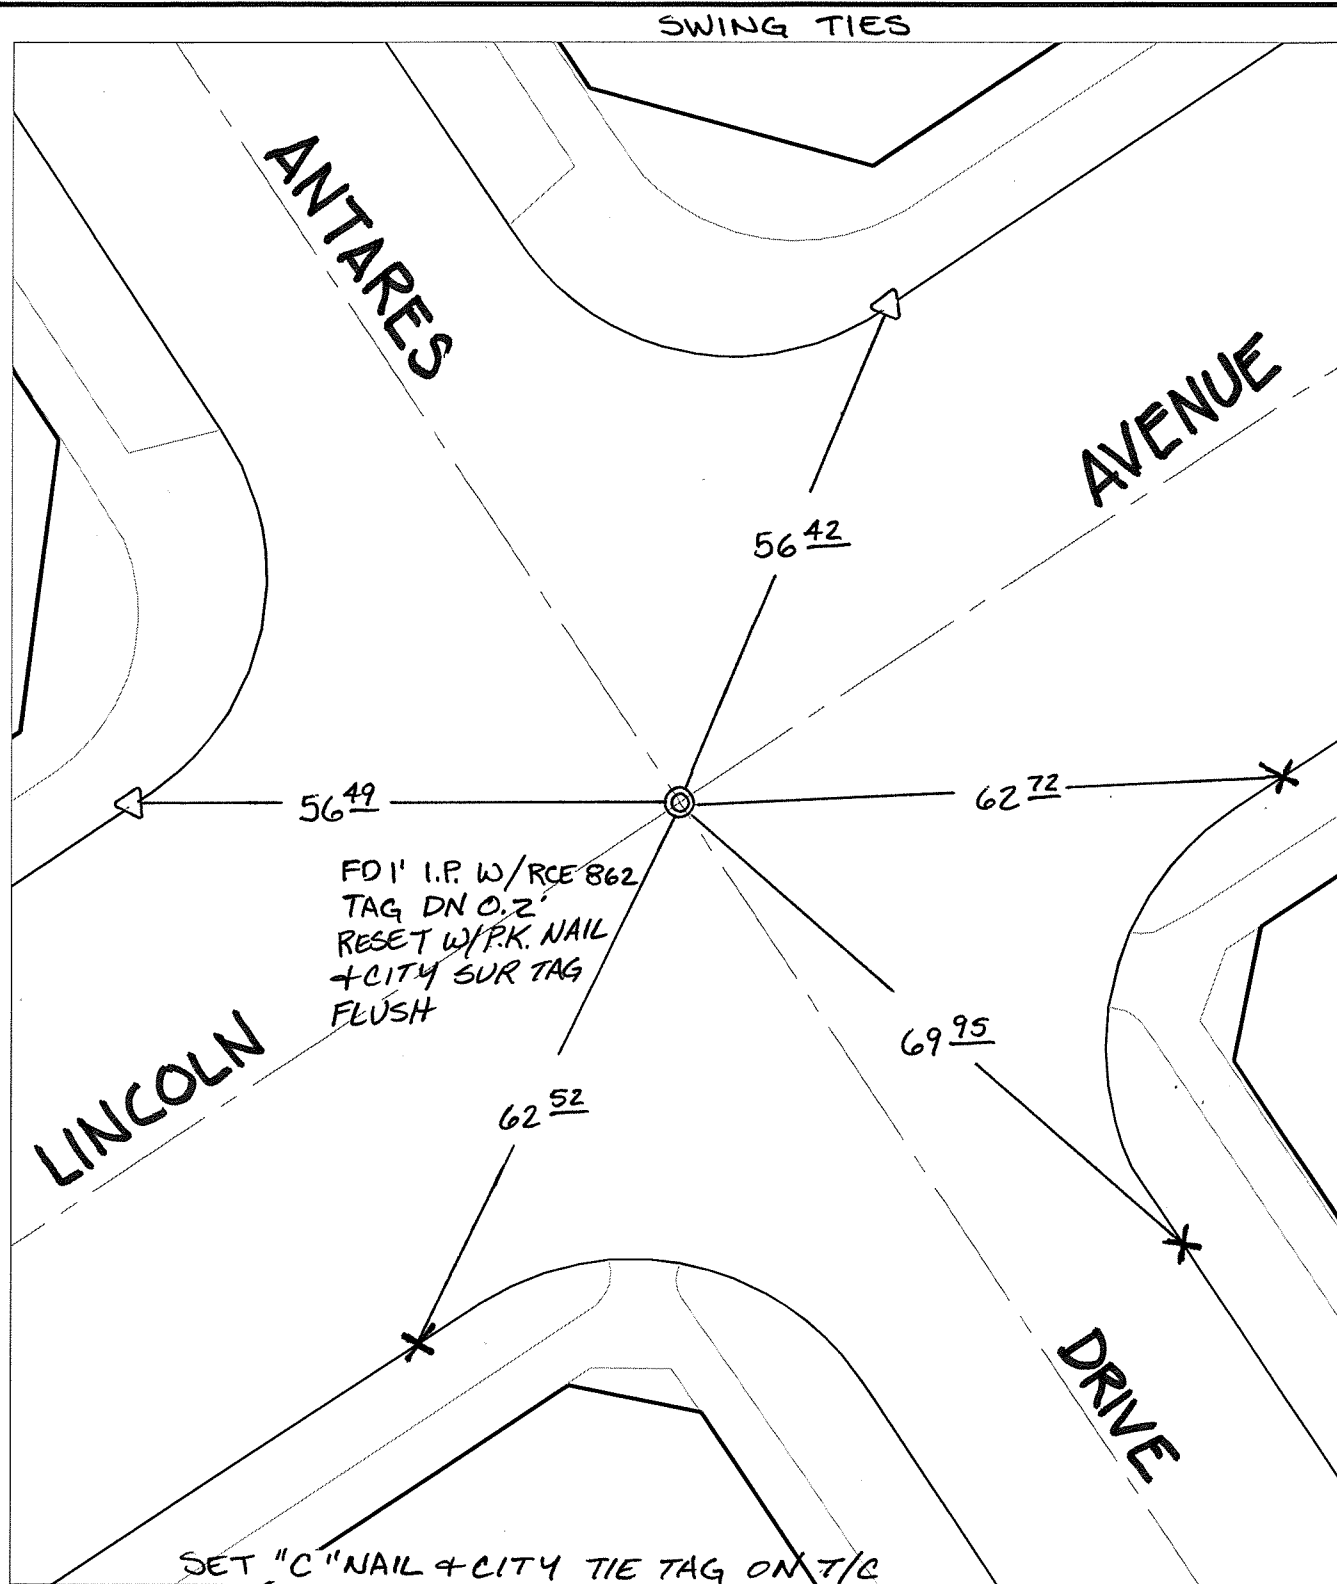 SWING TIES
ANTARES
AVENUE
56 42
56 49
62 72
FD 1' I.P. W/RCE 862
TAG DN 0.2'
RESET W/P.K. NAIL
+ CITY SUR TAG
FLUSH
LINCOLN
69 95
62 52
DRIVE
SET "C" NAIL + CITY TIE TAG ON T/C